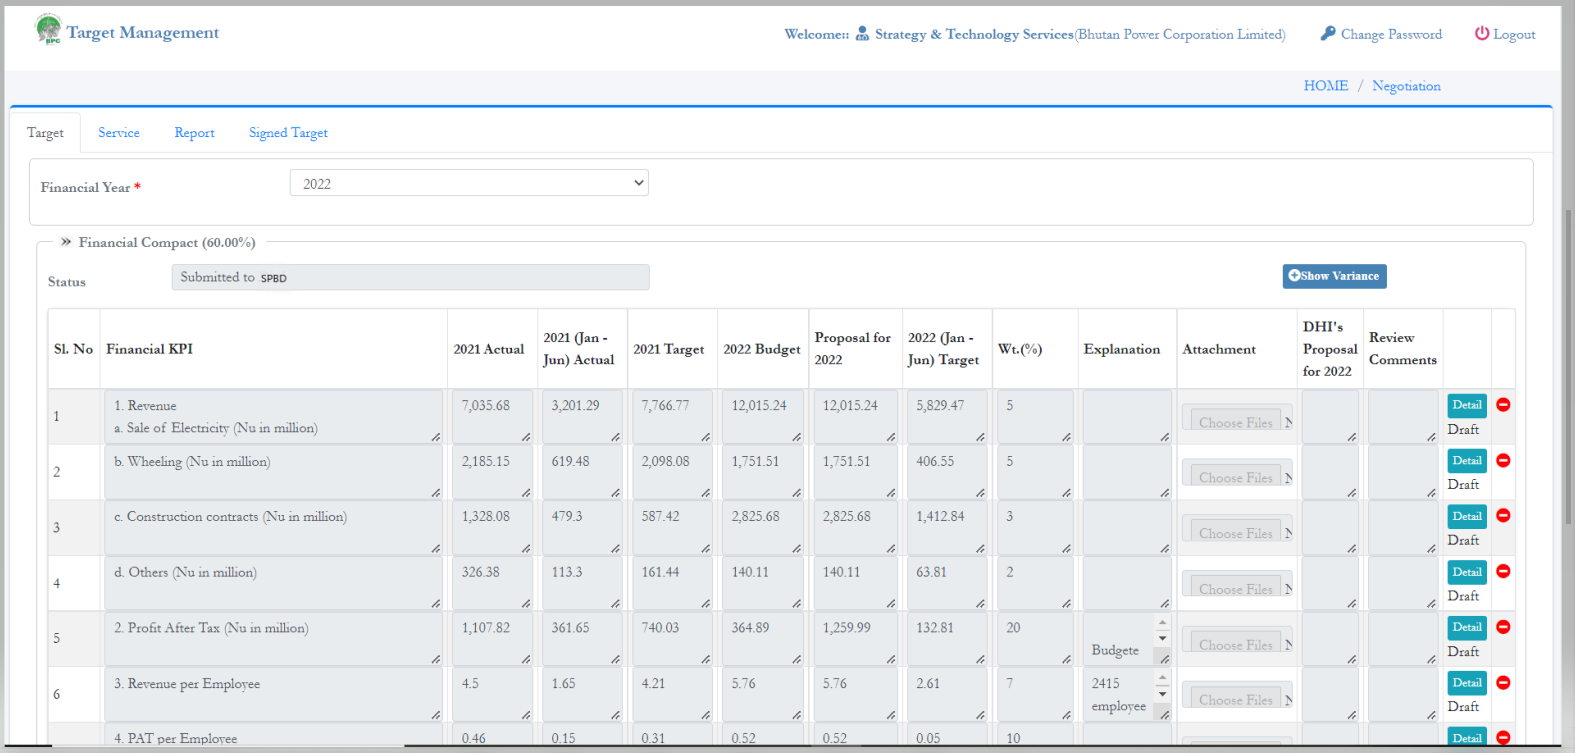 BPC
Target Management
Welcome:: Strategy & Technology Services(Bhutan Power Corporation Limited)
Change Password
Logout
HOME / Negotiation
Target
Service
Report
Signed Target
Financial Year *
2022
Financial Compact (60.00%)
Status
Submitted to SPBD
Show Variance
Sl. No
Financial KPI
2021 Actual
2021 (Jan -
Jun) Actual
2021 Target
2022 Budget
Proposal for
2022
2022 (Jan -
Jun) Target
Wt.(%)
Explanation
Attachment
DHI's
Proposal
for 2022
Review
Comments
1
1. Revenue
a. Sale of Electricity (Nu in million)
7,035.68
3,201.29
7,766.77
12,015.24
12,015.24
5,829.47
5
Choose Files N
Detail
Draft
2
b. Wheeling (Nu in million)
2,185.15
619.48
2,098.08
1,751.51
1,751.51
406.55
5
Choose Files N
Detail
Draft
3
c. Construction contracts (Nu in million)
1,328.08
479.3
587.42
2,825.68
2,825.68
1,412.84
3
Choose Files N
Detail
Draft
4
d. Others (Nu in million)
326.38
113.3
161.44
140.11
140.11
63.81
2
Choose Files N
Detail
Draft
5
2. Profit After Tax (Nu in million)
1,107.82
361.65
740.03
364.89
1,259.99
132.81
20
Budgete
Choose Files N
Detail
Draft
6
3. Revenue per Employee
4.5
1.65
4.21
5.76
5.76
2.61
7
2415
employee
Choose Files N
Detail
Draft
4. PAT per Employee
0.46
0.15
0.31
0.52
0.52
0.05
10
Detail